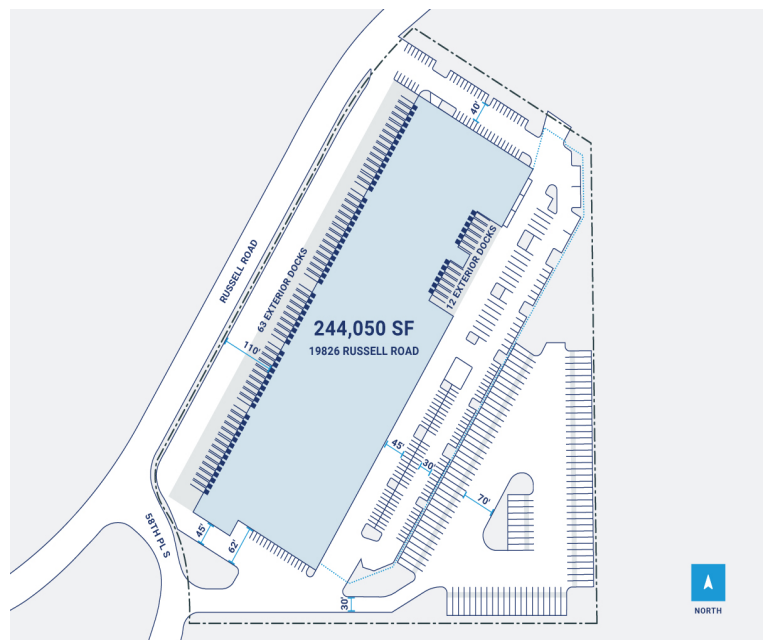 40'
RUSSELL ROAD
63 EXTERIOR DOCKS
12 EXTERIOR DOCKS
244,050 SF
19826 RUSSELL ROAD
110'
45'
30'
70'
58TH PL S
45'
62'
30'
NORTH